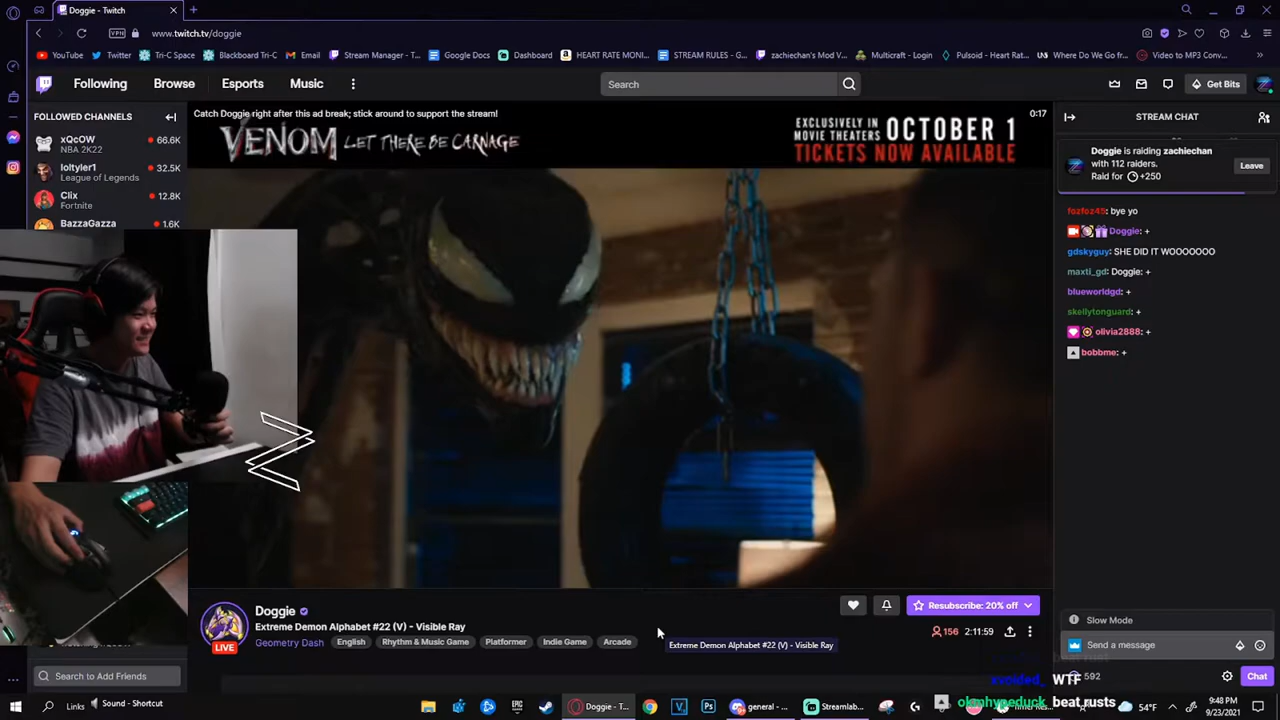 Doggie - Twitch
www.twitch.tv/doggie
VPN
YouTube
Twitter
Tri-C Space
Blackboard Tri-C
Email
Stream Manager - T...
Google Docs
Dashboard
HEART RATE MONI...
STREAM RULES - G...
zachiechan's Mod V...
Multicraft - Login
Pulsoid - Heart Rat...
Where Do We Go fr...
Video to MP3 Conv...
Following
Browse
Esports
Music
Search
Get Bits
FOLLOWED CHANNELS
xQcOW
66.6K
NBA 2K22
loltyler1
32.5K
League of Legends
Clix
12.8K
Fortnite
BazzaGazza
1.6K
Catch Doggie right after this ad break; stick around to support the stream!
0:17
VENOM LET THERE BE CARNAGE
EXCLUSIVELY IN MOVIE THEATERS OCTOBER 1
TICKETS NOW AVAILABLE
STREAM CHAT
Doggie is raiding zachiechan
with 112 raiders.
Raid for +250
Leave
fozfoz45: bye yo
Doggie: +
gdskyguy: SHE DID IT WOOOOOOO
maxti_gd: Doggie: +
blueworldgd: +
skellytonguard: +
olivia2888: +
bobbme: +
Z
Doggie
LIVE
Extreme Demon Alphabet #22 (V) - Visible Ray
Geometry Dash
English
Rhythm & Music Game
Platformer
Indie Game
Arcade
Extreme Demon Alphabet #22 (V) - Visible Ray
Resubscribe: 20% off
156
2:11:59
Slow Mode
Send a message
592
Chat
WTF
beat rusts
Search to Add Friends
Links
Sound - Shortcut
Doggie - T...
general - ...
Streamlab...
54°F
9:48 PM
9/23/2021